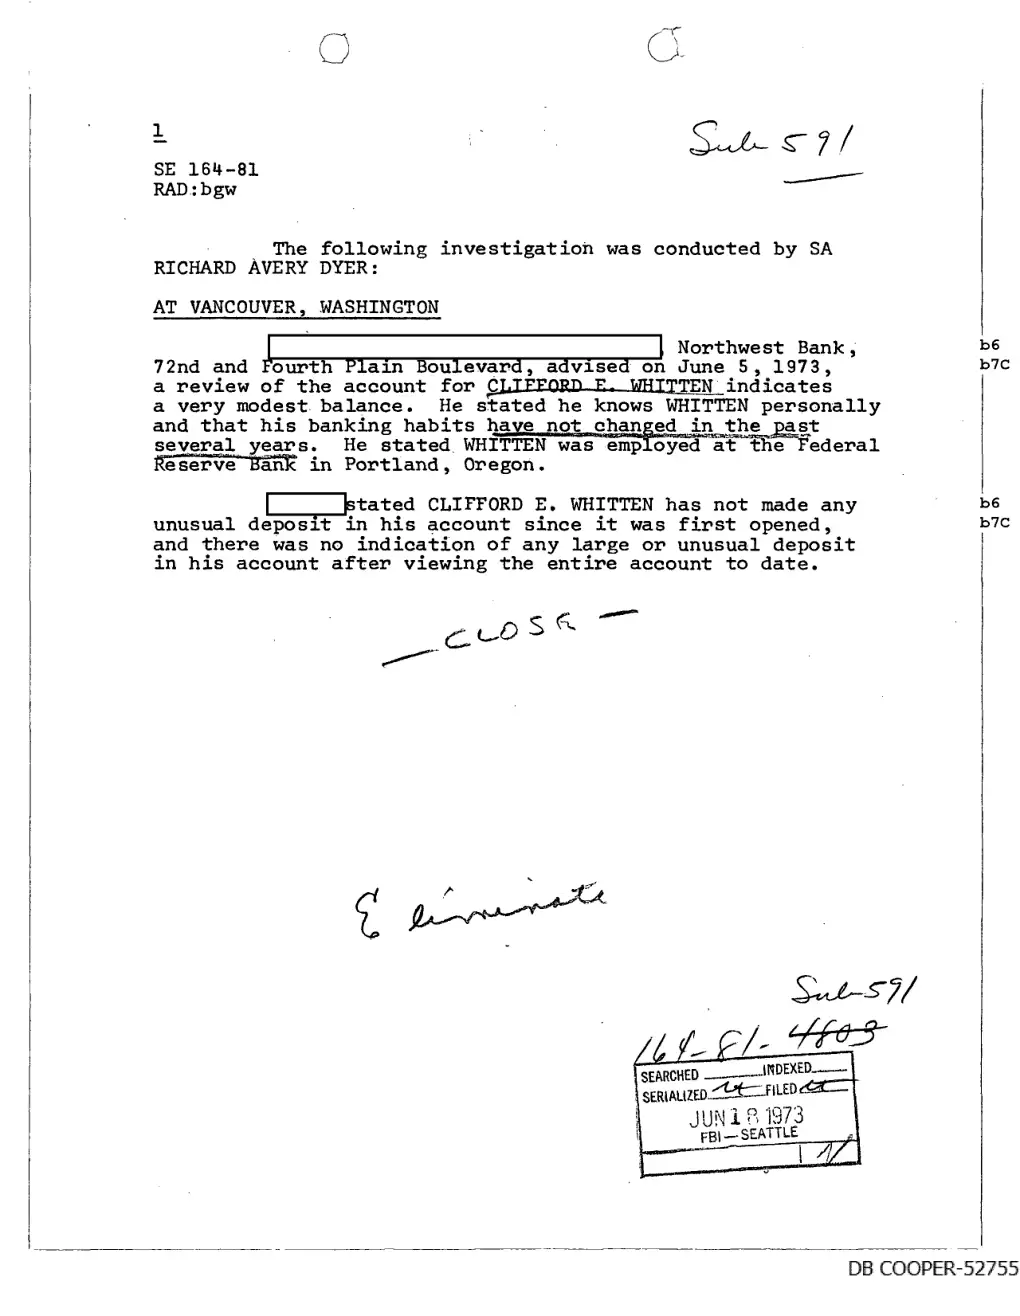 1
Sub 591
SE 164-81
RAD:bgw
The following investigation was conducted by SA
RICHARD AVERY DYER:
AT VANCOUVER, WASHINGTON
Northwest Bank,
b6
72nd and Fourth Plain Boulevard, advised on June 5, 1973,
b7C
a review of the account for CLIFFORD E. WHITTEN indicates
a very modest balance. He stated he knows WHITTEN personally
and that his banking habits have not changed in the past
several years. He stated WHITTEN was employed at the Federal
Reserve Bank in Portland, Oregon.
stated CLIFFORD E. WHITTEN has not made any
b6
unusual deposit in his account since it was first opened,
b7C
and there was no indication of any large or unusual deposit
in his account after viewing the entire account to date.
— CLOSE —
Eliminate
Sub-591
164-81-4803
SEARCHED INDEXED
SERIALIZED FILED
JUN 18 1973
FBI—SEATTLE
DB COOPER-52755